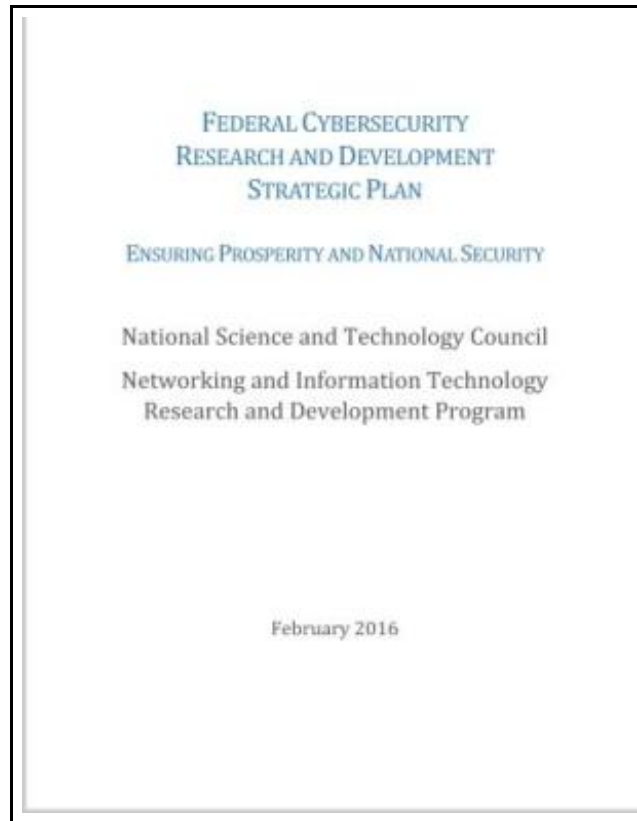 FEDERAL CYBERSECURITY
RESEARCH AND DEVELOPMENT
STRATEGIC PLAN
ENSURING PROSPERITY AND NATIONAL SECURITY
National Science and Technology Council
Networking and Information Technology
Research and Development Program
February 2016